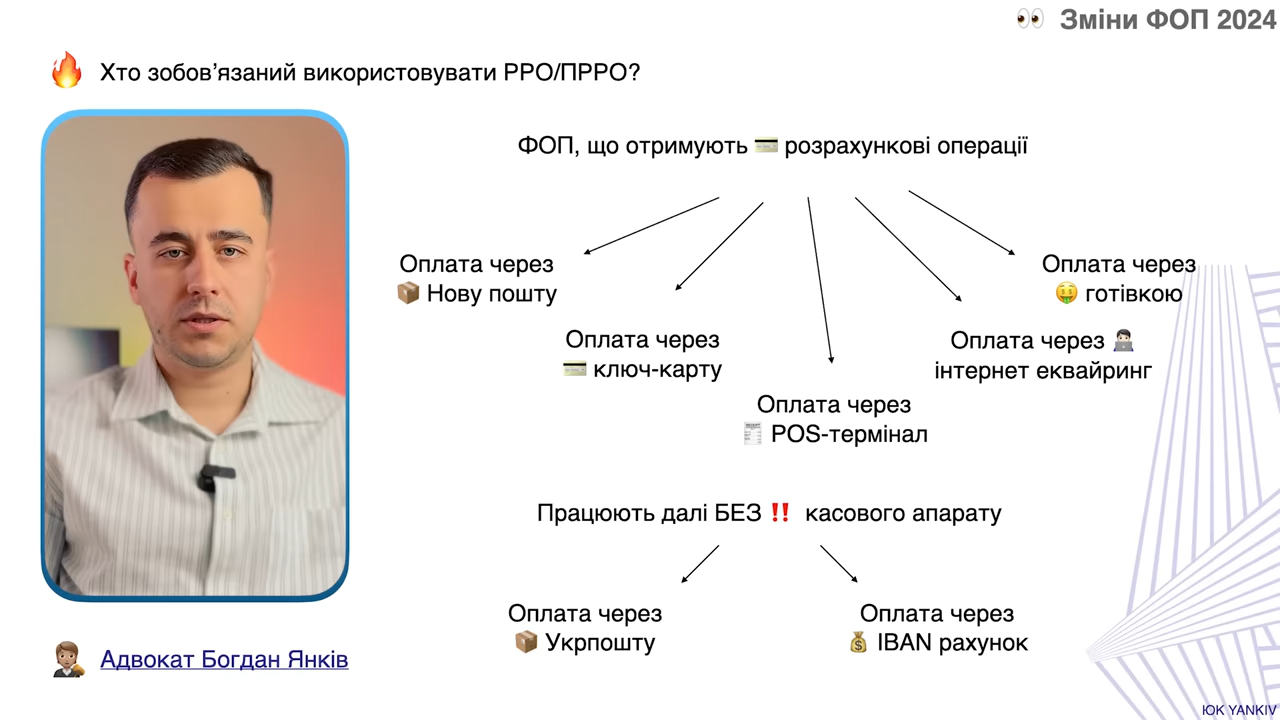 Зміни ФОП 2024
Хто зобов’язаний використовувати РРО/ПРРО?
ФОП, що отримують 💳 розрахункові операції
Оплата через
📦 Нову пошту
Оплата через
💳 ключ-карту
Оплата через
🧾 POS-термінал
Оплата через
інтернет еквайринг
Оплата через
🤑 готівкою
Працюють далі БЕЗ ‼️ касового апарату
Оплата через
📦 Укрпошту
Оплата через
💰 IBAN рахунок
Адвокат Богдан Янків
ЮК YANKIV